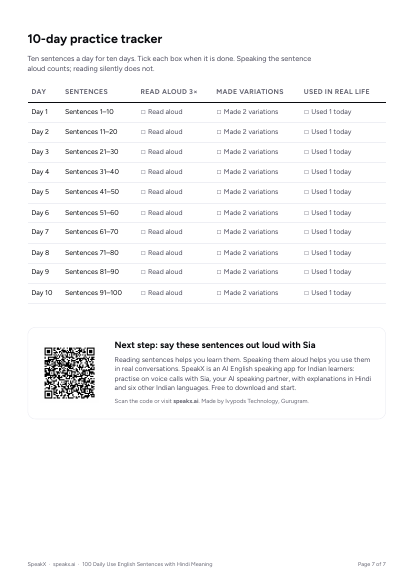 10-day practice tracker
Ten sentences a day for ten days. Tick each box when it is done. Speaking the sentence
aloud counts; reading silently does not.
DAY SENTENCES READ ALOUD 3× MADE VARIATIONS USED IN REAL LIFE
Day 1 Sentences 1–10 □ Read aloud □ Made 2 variations □ Used 1 today
Day 2 Sentences 11–20 □ Read aloud □ Made 2 variations □ Used 1 today
Day 3 Sentences 21–30 □ Read aloud □ Made 2 variations □ Used 1 today
Day 4 Sentences 31–40 □ Read aloud □ Made 2 variations □ Used 1 today
Day 5 Sentences 41–50 □ Read aloud □ Made 2 variations □ Used 1 today
Day 6 Sentences 51–60 □ Read aloud □ Made 2 variations □ Used 1 today
Day 7 Sentences 61–70 □ Read aloud □ Made 2 variations □ Used 1 today
Day 8 Sentences 71–80 □ Read aloud □ Made 2 variations □ Used 1 today
Day 9 Sentences 81–90 □ Read aloud □ Made 2 variations □ Used 1 today
Day 10 Sentences 91–100 □ Read aloud □ Made 2 variations □ Used 1 today
Next step: say these sentences out loud with Sia
Reading sentences helps you learn them. Speaking them aloud helps you use them
in real conversations. SpeakX is an AI English speaking app for Indian learners:
practise on voice calls with Sia, your AI speaking partner, with explanations in Hindi
and six other Indian languages. Free to download and start.
Scan the code or visit speakx.ai. Made by Ivypods Technology, Gurugram.
SpeakX · speakx.ai · 100 Daily Use English Sentences with Hindi Meaning Page 7 of 7